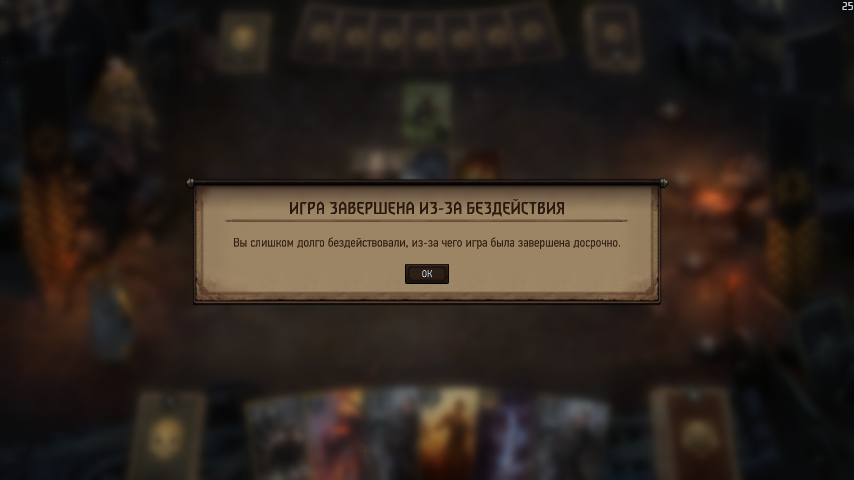 25
ИГРА ЗАВЕРШЕНА ИЗ-ЗА БЕЗДЕЙСТВИЯ
Вы слишком долго бездействовали, из-за чего игра была завершена досрочно.
ОК